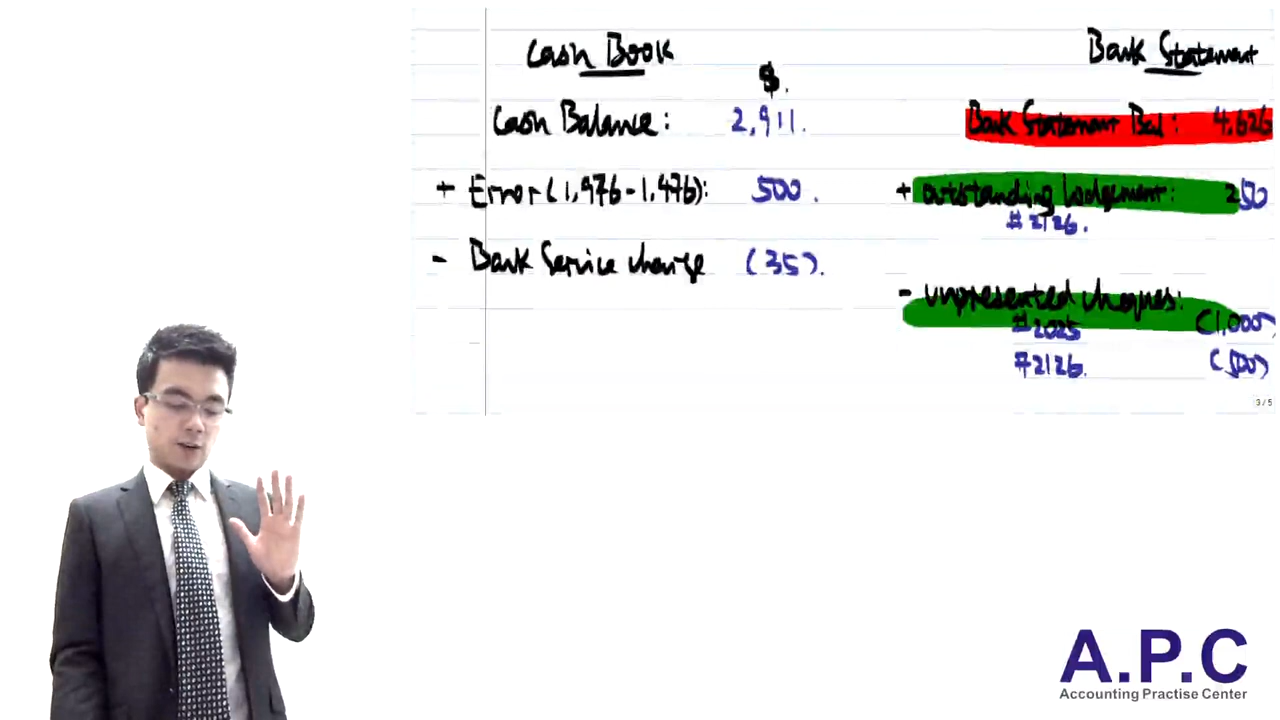 Cash Book
$.
Cash Balance: 2,911.
+ Error (1,976-1,476): 500.
- Bank Service charge (35).
Bank Statement
Bank Statement Bal: 4,626
+ outstanding lodgement: 250
#2126.
- unpresented cheques:
#2025 (1,000)
#2126. (500)
3/5
A.P.C
Accounting Practise Center